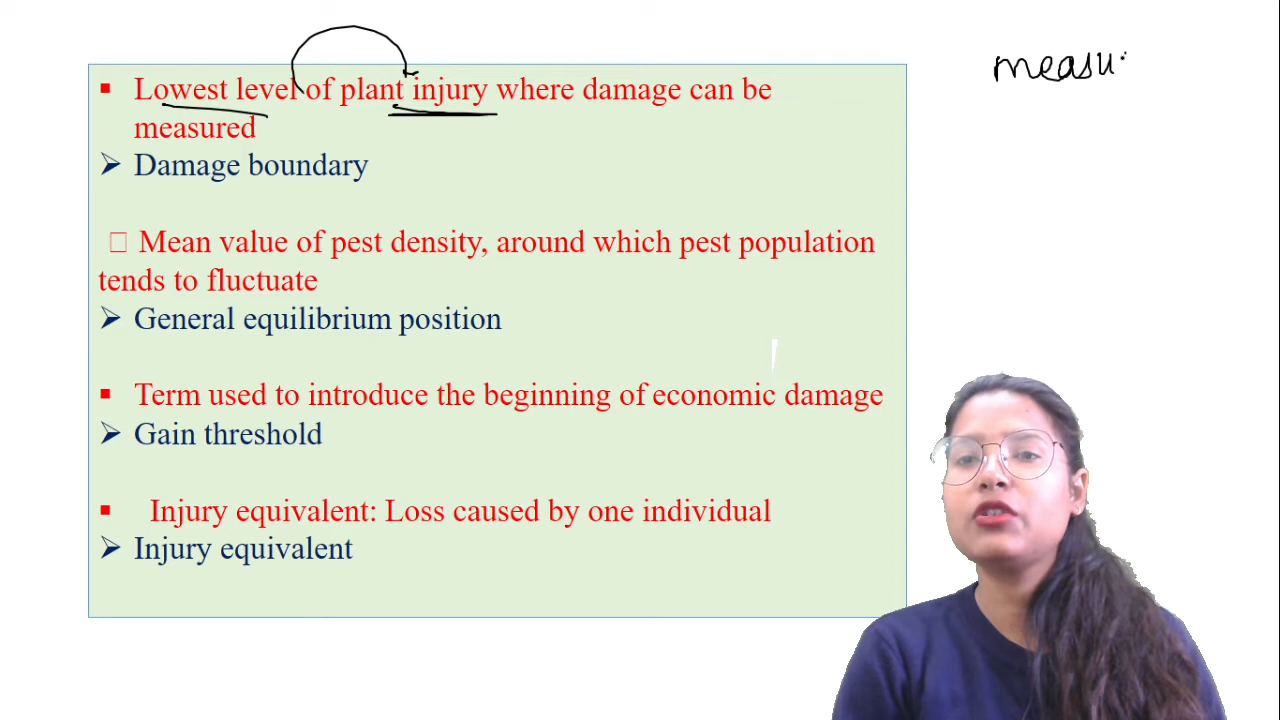 measu
▪ Lowest level of plant injury where damage can be
measured
➢ Damage boundary
□ Mean value of pest density, around which pest population
tends to fluctuate
➢ General equilibrium position
▪ Term used to introduce the beginning of economic damage
➢ Gain threshold
▪ Injury equivalent: Loss caused by one individual
➢ Injury equivalent